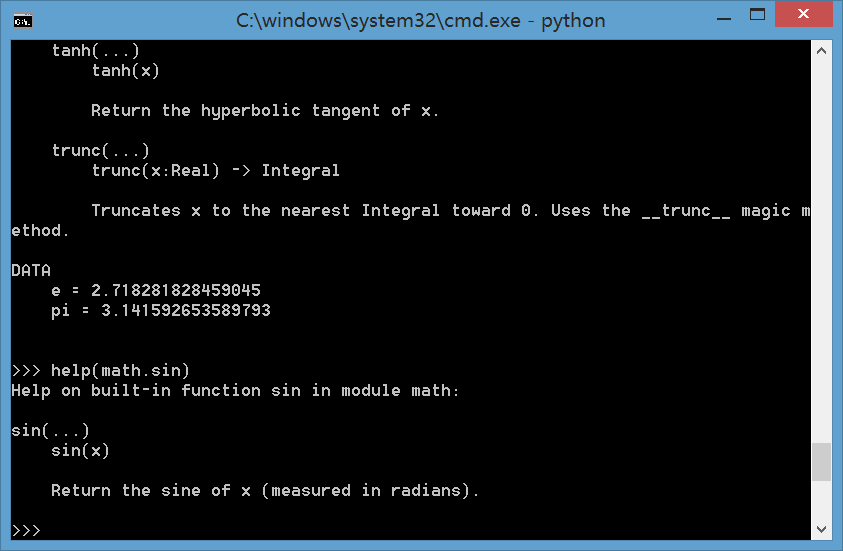 C:\windows\system32\cmd.exe - python
tanh(...)
tanh(x)
Return the hyperbolic tangent of x.
trunc(...)
trunc(x:Real) -> Integral
Truncates x to the nearest Integral toward 0. Uses the __trunc__ magic m
ethod.
DATA
e = 2.718281828459045
pi = 3.141592653589793
>>> help(math.sin)
Help on built-in function sin in module math:
sin(...)
sin(x)
Return the sine of x (measured in radians).
>>>